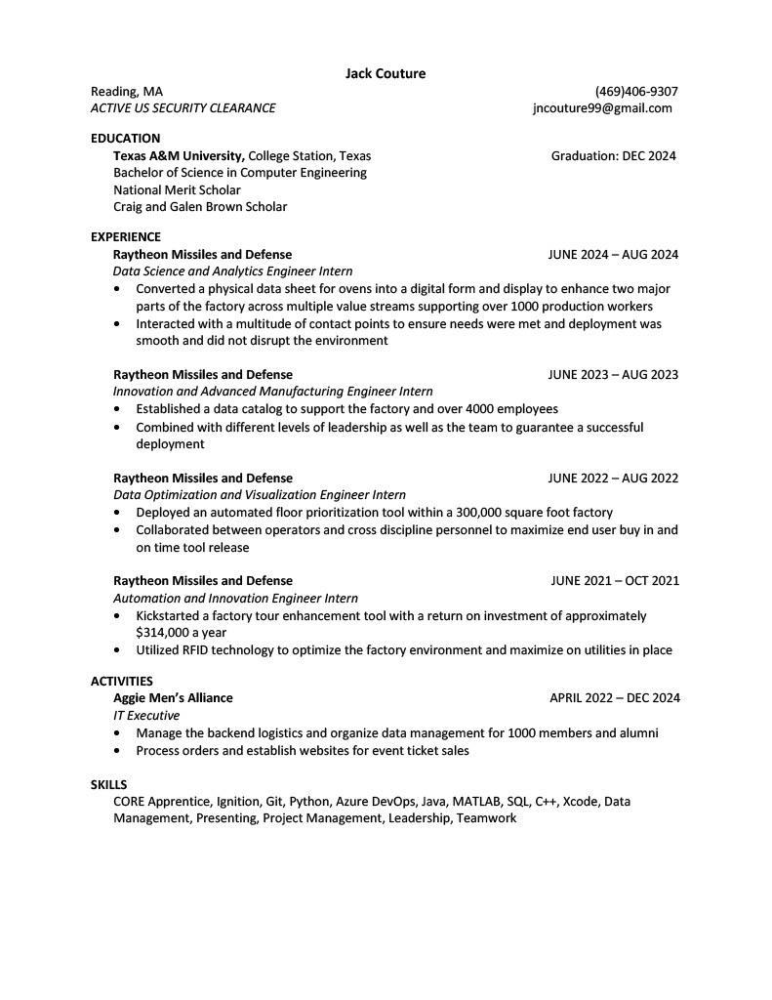 Jack Couture
Reading, MA (469)406-9307
ACTIVE US SECURITY CLEARANCE jncouture99@gmail.com
EDUCATION
Texas A&M University, College Station, Texas Graduation: DEC 2024
Bachelor of Science in Computer Engineering
National Merit Scholar
Craig and Galen Brown Scholar
EXPERIENCE
Raytheon Missiles and Defense JUNE 2024 – AUG 2024
Data Science and Analytics Engineer Intern
• Converted a physical data sheet for ovens into a digital form and display to enhance two major
parts of the factory across multiple value streams supporting over 1000 production workers
• Interacted with a multitude of contact points to ensure needs were met and deployment was
smooth and did not disrupt the environment
Raytheon Missiles and Defense JUNE 2023 – AUG 2023
Innovation and Advanced Manufacturing Engineer Intern
• Established a data catalog to support the factory and over 4000 employees
• Combined with different levels of leadership as well as the team to guarantee a successful
deployment
Raytheon Missiles and Defense JUNE 2022 – AUG 2022
Data Optimization and Visualization Engineer Intern
• Deployed an automated floor prioritization tool within a 300,000 square foot factory
• Collaborated between operators and cross discipline personnel to maximize end user buy in and
on time tool release
Raytheon Missiles and Defense JUNE 2021 – OCT 2021
Automation and Innovation Engineer Intern
• Kickstarted a factory tour enhancement tool with a return on investment of approximately
$314,000 a year
• Utilized RFID technology to optimize the factory environment and maximize on utilities in place
ACTIVITIES
Aggie Men’s Alliance APRIL 2022 – DEC 2024
IT Executive
• Manage the backend logistics and organize data management for 1000 members and alumni
• Process orders and establish websites for event ticket sales
SKILLS
CORE Apprentice, Ignition, Git, Python, Azure DevOps, Java, MATLAB, SQL, C++, Xcode, Data
Management, Presenting, Project Management, Leadership, Teamwork